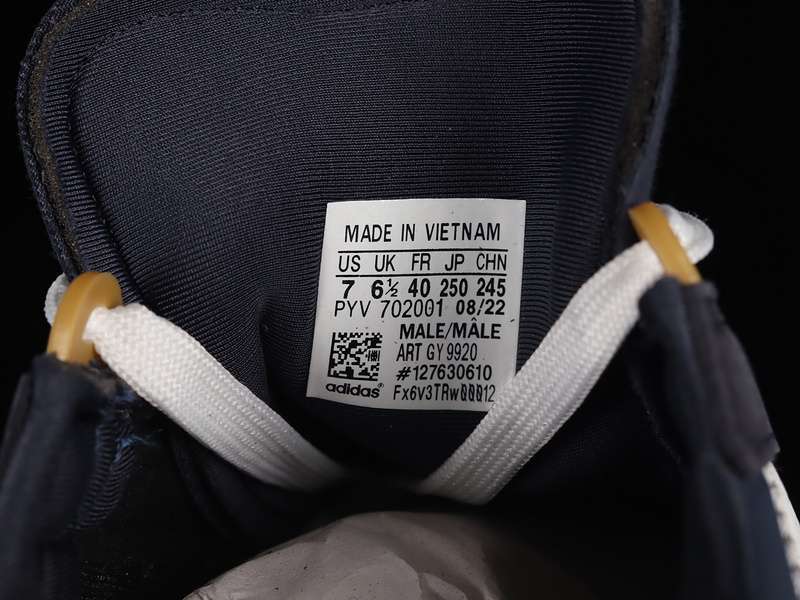 MADE IN VIETNAM
US UK FR JP CHN
7 6½ 40 250 245
PYV 702001 08/22
MALE/MÂLE
ART GY 9920
#127630610
adidas® Fx6V3TRw00012